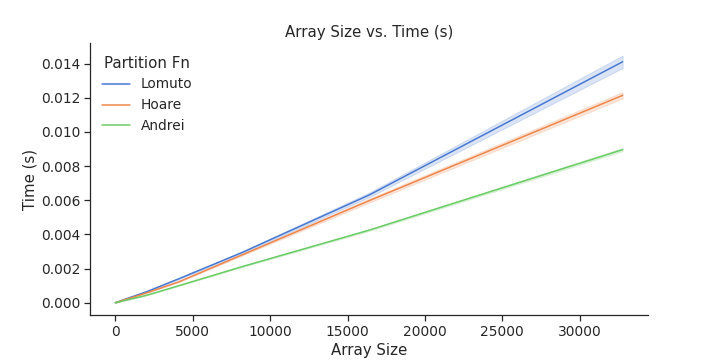 Array Size vs. Time (s)
Partition Fn
Lomuto
Hoare
Andrei
Time (s)
0.014
0.012
0.010
0.008
0.006
0.004
0.002
0.000
0 5000 10000 15000 20000 25000 30000
Array Size